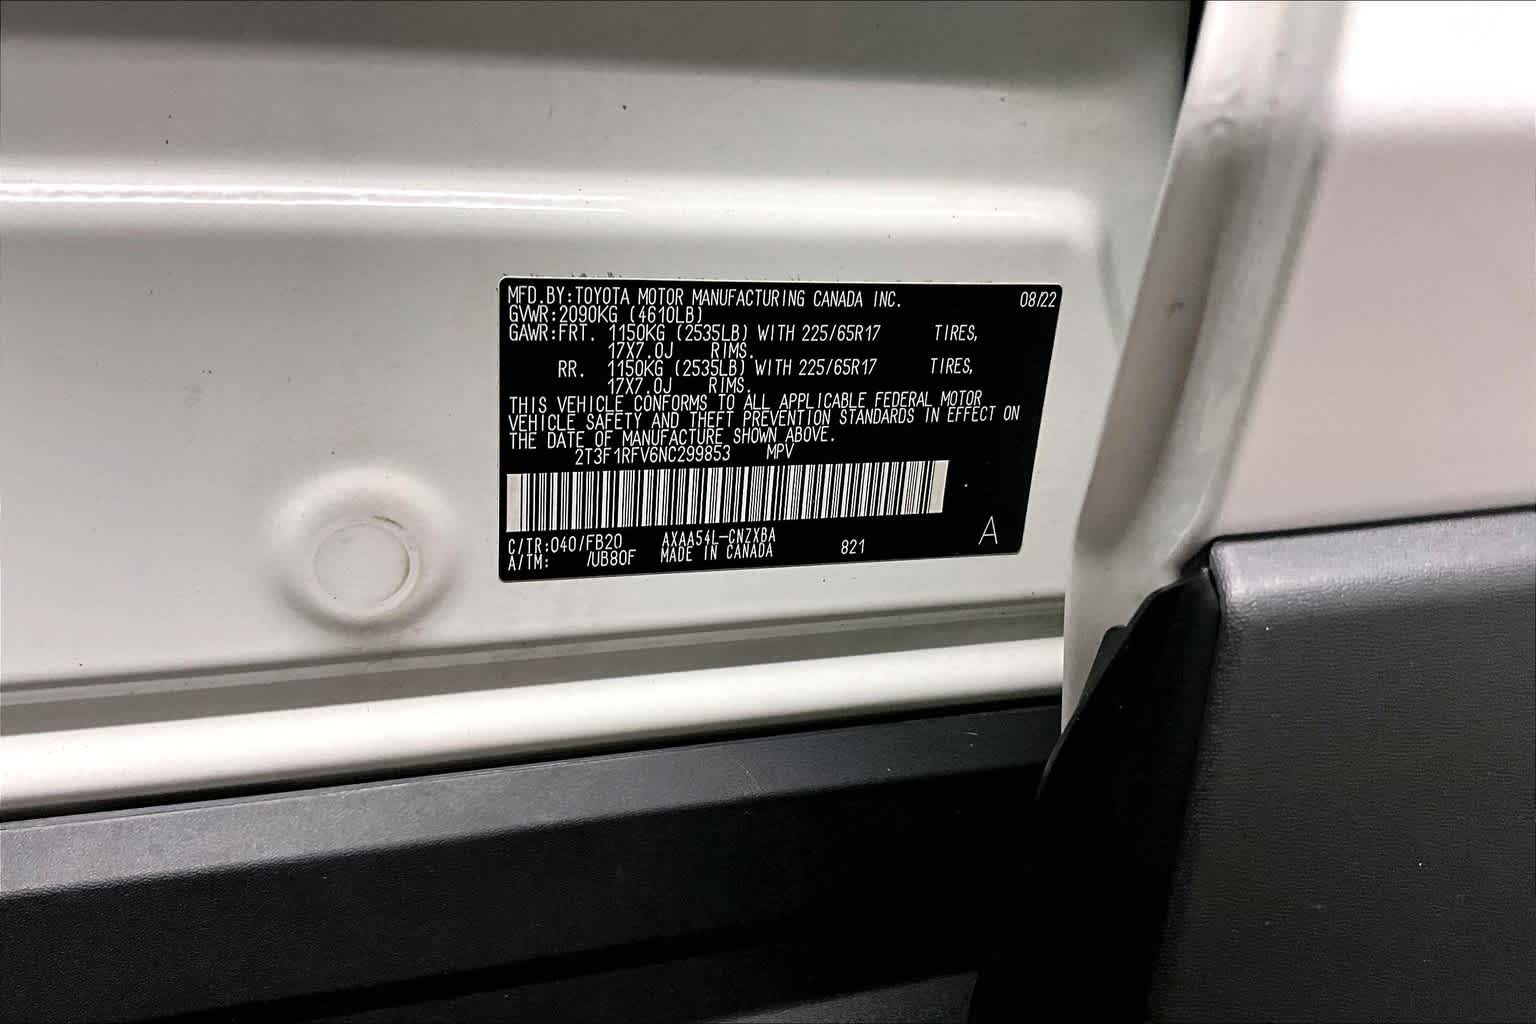 MFD.BY:TOYOTA MOTOR MANUFACTURING CANADA INC. 08/22
GVWR:2090KG (4610LB)
GAWR:FRT. 1150KG (2535LB) WITH 225/65R17 TIRES,
17X7.0J RIMS.
RR. 1150KG (2535LB) WITH 225/65R17 TIRES,
17X7.0J RIMS.
THIS VEHICLE CONFORMS TO ALL APPLICABLE FEDERAL MOTOR
VEHICLE SAFETY AND THEFT PREVENTION STANDARDS IN EFFECT ON
THE DATE OF MANUFACTURE SHOWN ABOVE.
2T3F1RFV6NC299853 MPV
C/TR:040/FB20 AXAA54L-CNZXBA
A/TM: /UB80F MADE IN CANADA 821 A